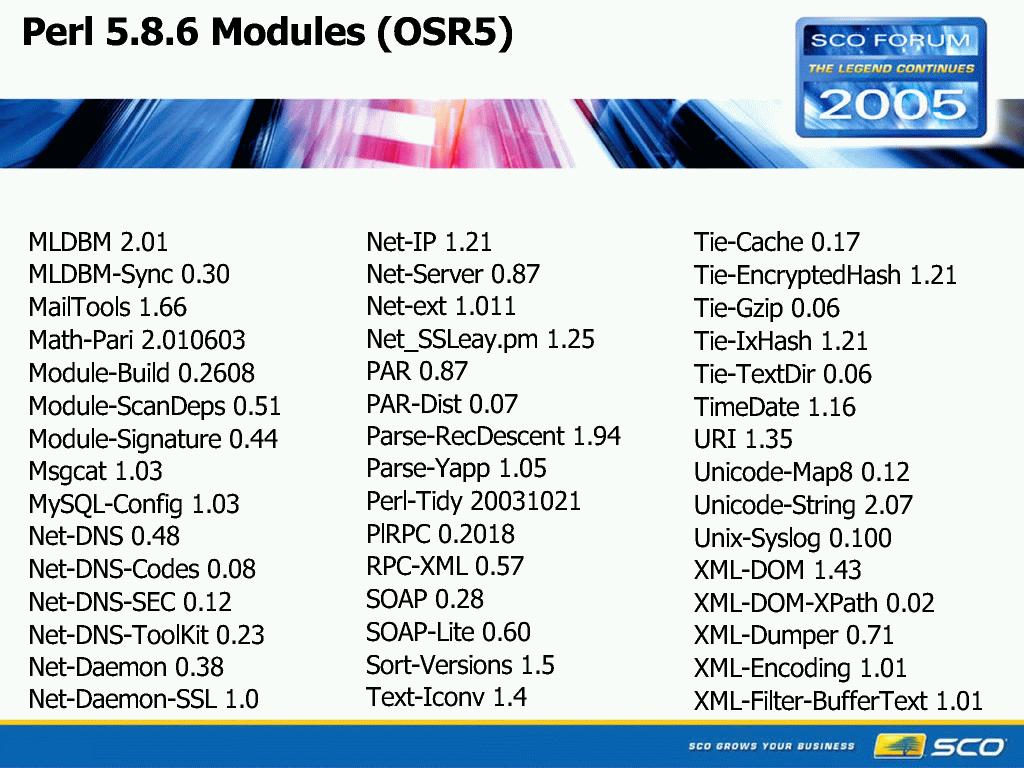 Perl 5.8.6 Modules (OSR5)
SCO FORUM
THE LEGEND CONTINUES
2005
MLDBM 2.01
MLDBM-Sync 0.30
MailTools 1.66
Math-Pari 2.010603
Module-Build 0.2608
Module-ScanDeps 0.51
Module-Signature 0.44
Msgcat 1.03
MySQL-Config 1.03
Net-DNS 0.48
Net-DNS-Codes 0.08
Net-DNS-SEC 0.12
Net-DNS-ToolKit 0.23
Net-Daemon 0.38
Net-Daemon-SSL 1.0
Net-IP 1.21
Net-Server 0.87
Net-ext 1.011
Net_SSLeay.pm 1.25
PAR 0.87
PAR-Dist 0.07
Parse-RecDescent 1.94
Parse-Yapp 1.05
Perl-Tidy 20031021
PlRPC 0.2018
RPC-XML 0.57
SOAP 0.28
SOAP-Lite 0.60
Sort-Versions 1.5
Text-Iconv 1.4
Tie-Cache 0.17
Tie-EncryptedHash 1.21
Tie-Gzip 0.06
Tie-IxHash 1.21
Tie-TextDir 0.06
TimeDate 1.16
URI 1.35
Unicode-Map8 0.12
Unicode-String 2.07
Unix-Syslog 0.100
XML-DOM 1.43
XML-DOM-XPath 0.02
XML-Dumper 0.71
XML-Encoding 1.01
XML-Filter-BufferText 1.01
SCO GROWS YOUR BUSINESS
SCO